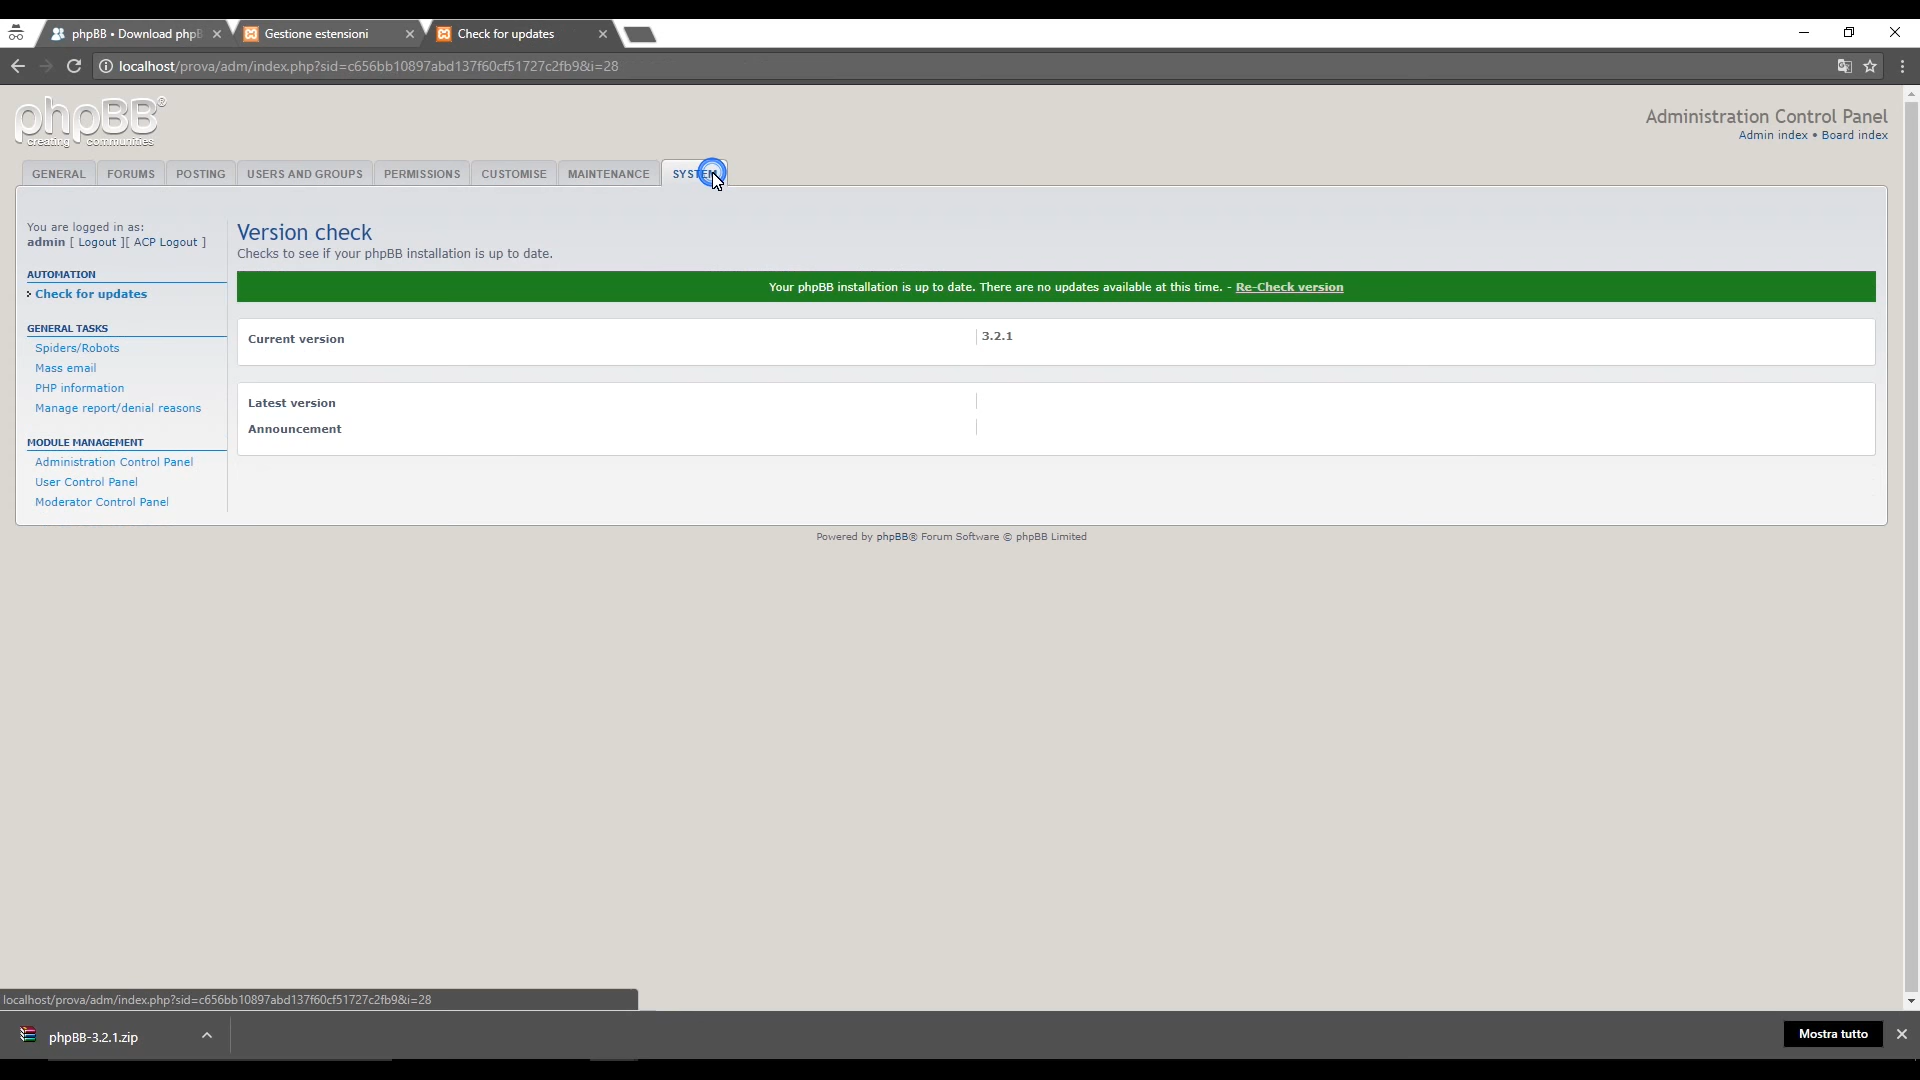 phpBB • Download phpB
Gestione estensioni
Check for updates
localhost/prova/adm/index.php?sid=c656bb10897abd137f60cf51727c2fb9&i=28
phpBB®
creating communities
Administration Control Panel
Admin index • Board index
GENERAL FORUMS POSTING USERS AND GROUPS PERMISSIONS CUSTOMISE MAINTENANCE SYSTEM
You are logged in as:
admin [ Logout ][ ACP Logout ]
AUTOMATION
Check for updates
GENERAL TASKS
Spiders/Robots
Mass email
PHP information
Manage report/denial reasons
MODULE MANAGEMENT
Administration Control Panel
User Control Panel
Moderator Control Panel
Version check
Checks to see if your phpBB installation is up to date.
Your phpBB installation is up to date. There are no updates available at this time. - Re-Check version
Current version 3.2.1
Latest version
Announcement
Powered by phpBB® Forum Software © phpBB Limited
localhost/prova/adm/index.php?sid=c656bb10897abd137f60cf51727c2fb9&i=28
phpBB-3.2.1.zip
Mostra tutto